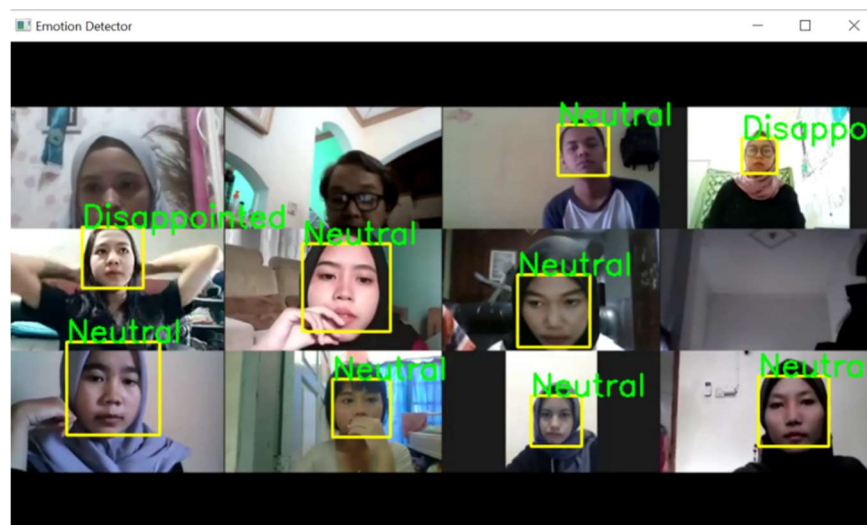 Emotion Detector
Neutral
Disappo
Disappointed
Neutral
Neutral
Neutral
Neutral
Neutral
Neutra